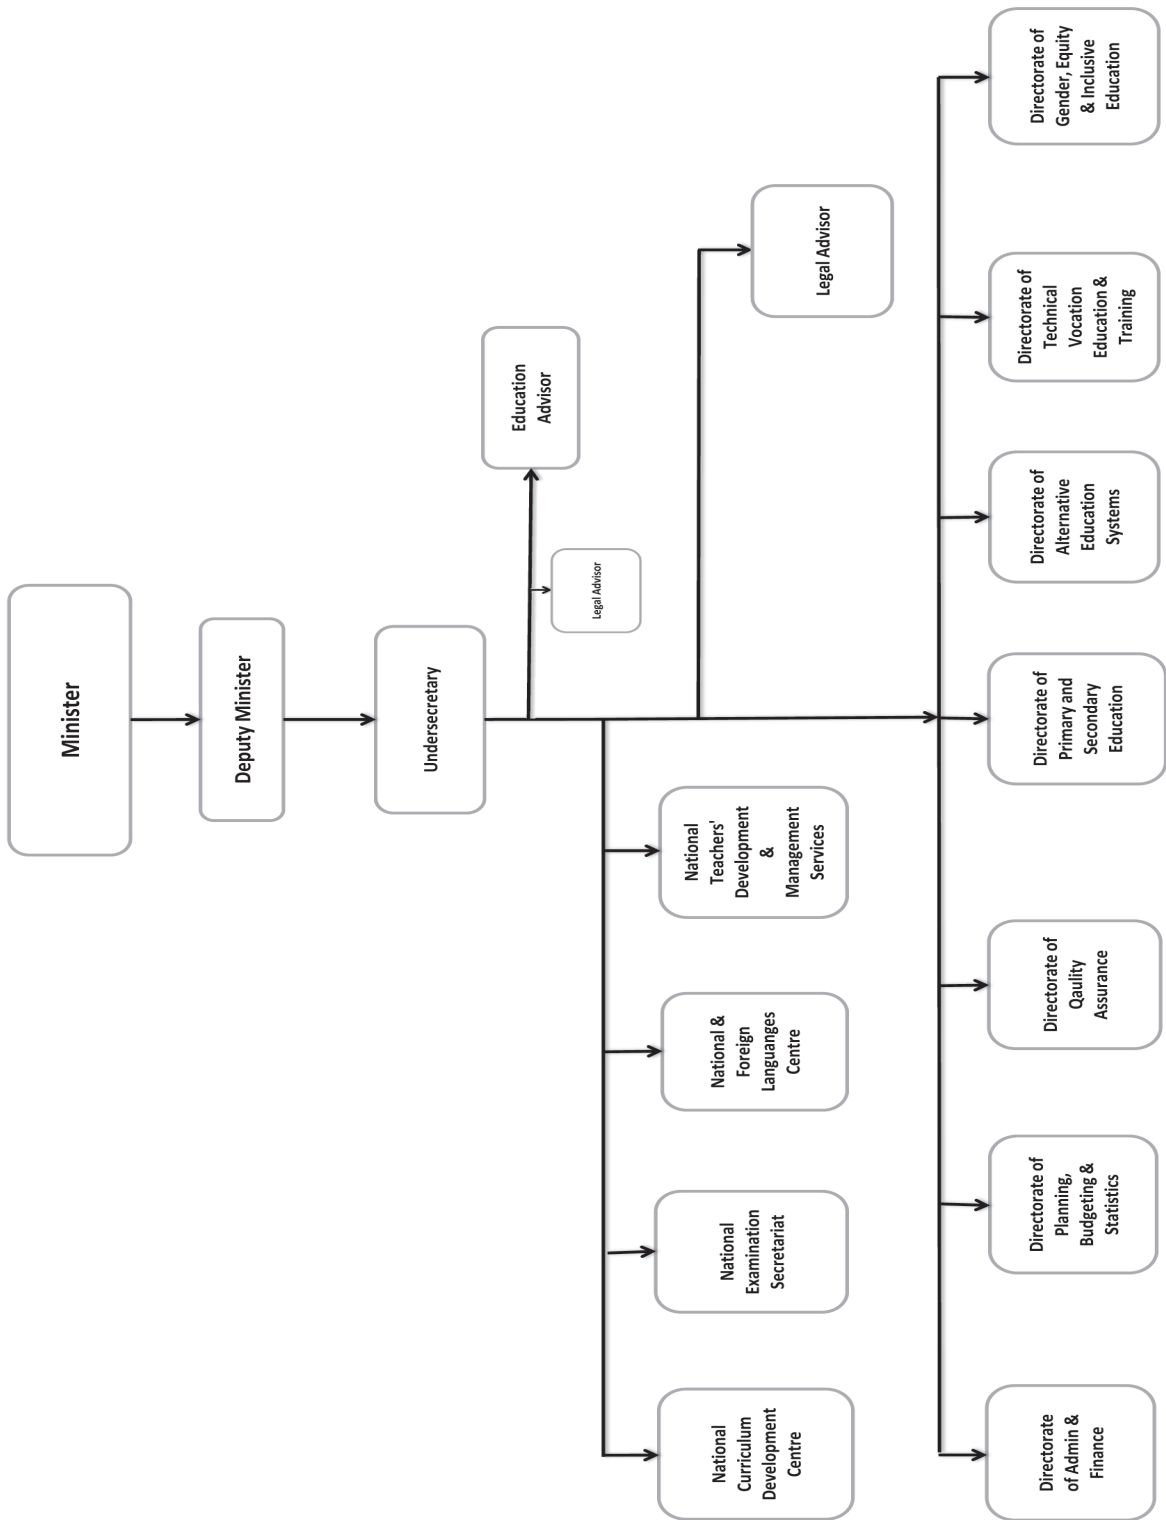 Minister
Deputy Minister
Undersecretary
Education
Advisor
Legal Advisor
Legal Advisor
National
Curriculum
Development
Centre
National
Examination
Secretariat
National &
Foreign
Languanges
Centre
National
Teachers'
Development
&
Management
Services
Directorate
of Admin &
Finance
Directorate of
Planning,
Budgeting &
Statistics
Directorate of
Qaulity
Assurance
Directorate of
Primary and
Secondary
Education
Directorate of
Alternative
Education
Systems
Directorate of
Technical
Vocation
Education &
Training
Directorate of
Gender, Equity
& Inclusive
Education